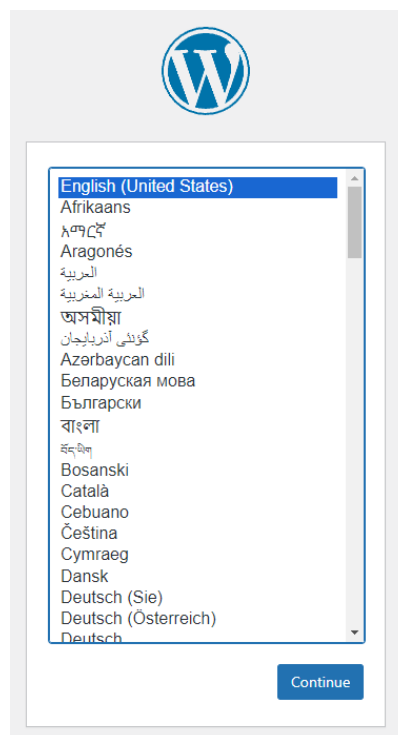 English (United States)
Afrikaans
አማርኛ
Aragonés
العربية
العربية المغربية
অসমীয়া
گؤنئی آذربایجان
Azərbaycan dili
Беларуская мова
Български
বাংলা
བོད་ཡིག
Bosanski
Català
Cebuano
Čeština
Cymraeg
Dansk
Deutsch (Sie)
Deutsch (Österreich)
Deutsch
Continue